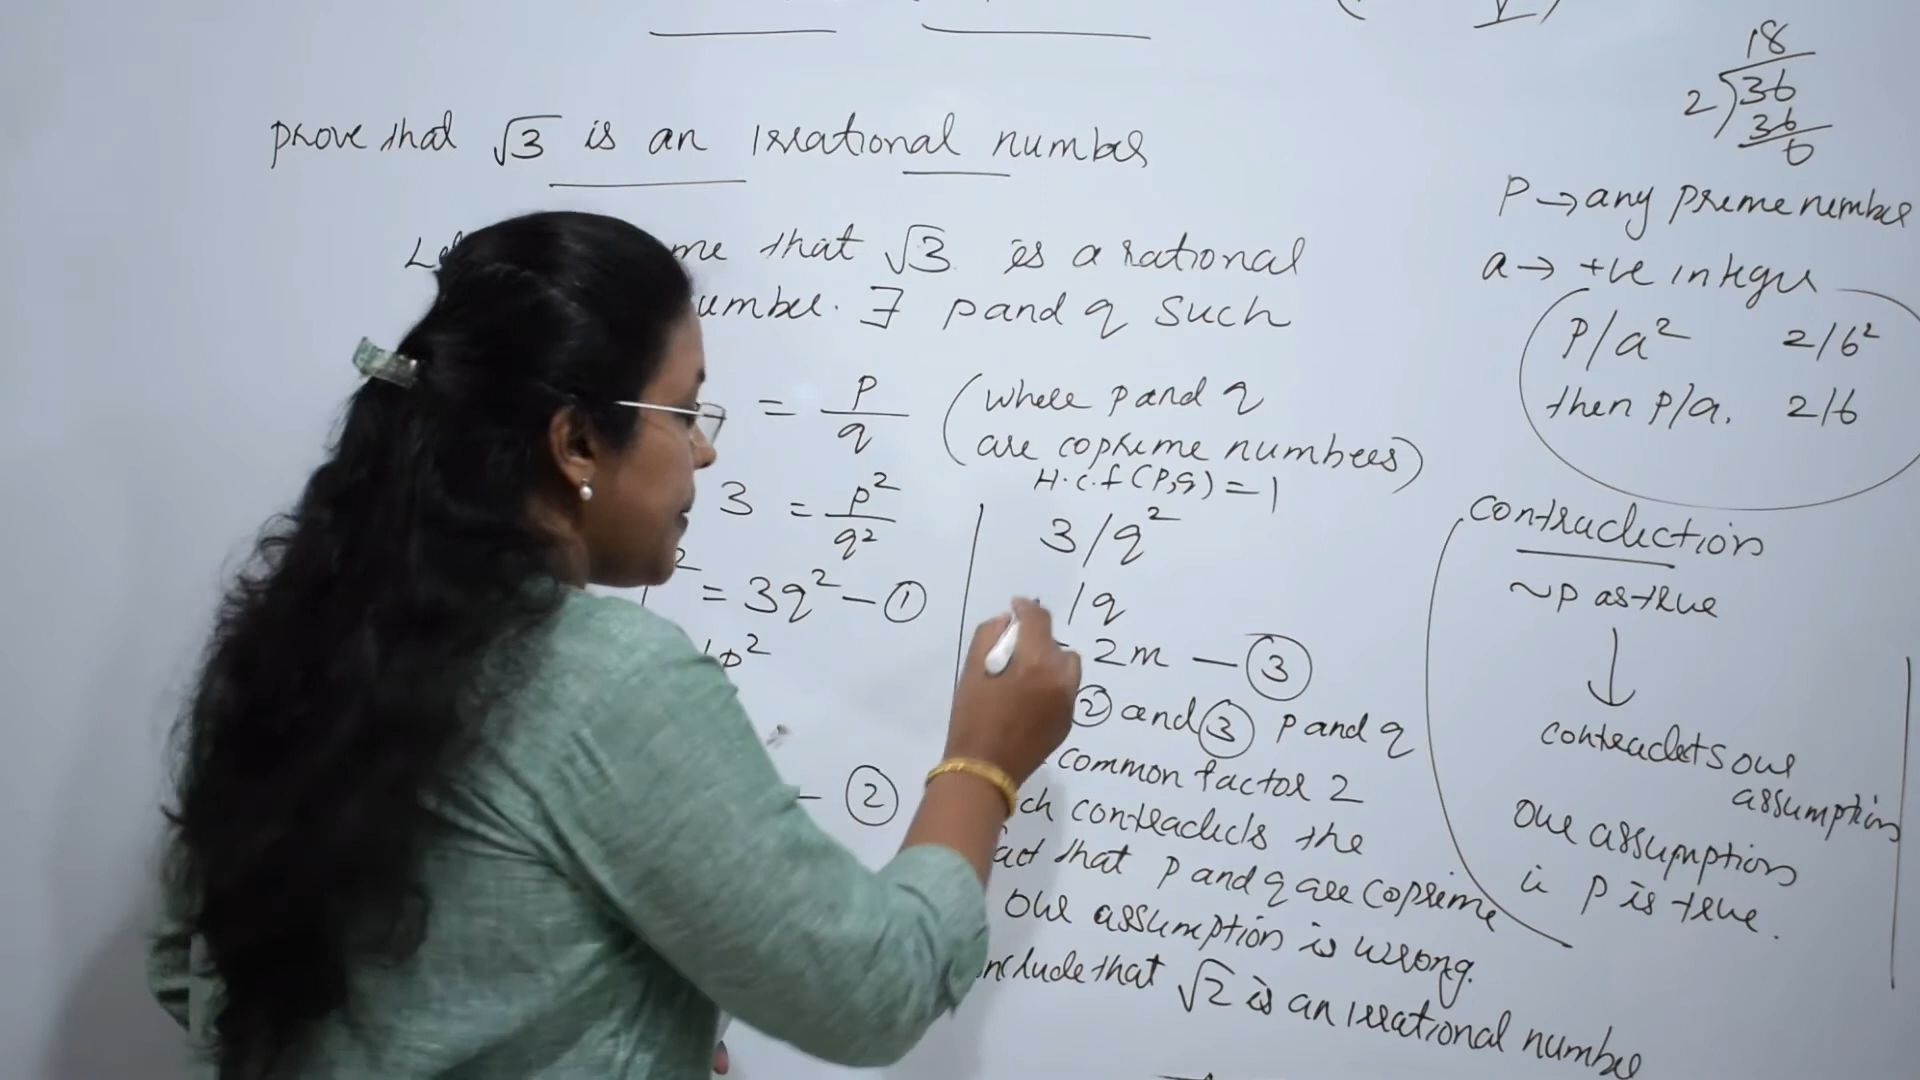 prove that √3 is an Irrational number
that √3 is a rational
number. ∃ p and q such
= p/q (where p and q
are coprime numbers)
H.c.f (p,q) = 1
3 = p²/q²
² = 3q² — ①
p²
— ②
3/q²
/q
= 2m — ③
② and ③ p and q
common factor 2
contradicts the
that p and q are coprime
our assumption is wrong.
that √2 is an irrational number
18
2)36
36
0
P → any prime number
a → +ve integer
P/a² 2/6²
then P/a. 2/6
contradiction
~p as true
↓
contradicts our
assumption
our assumption
is p is true.